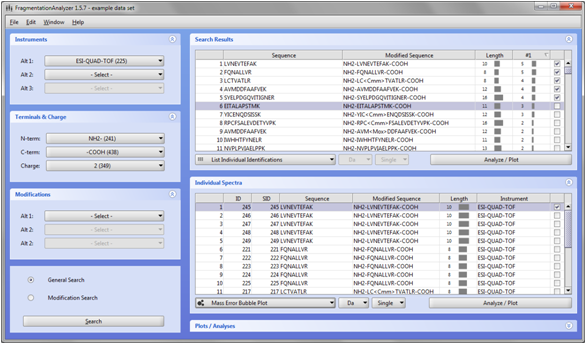 FragmentationAnalyzer 1.5.7 - example data set
File Edit Window Help
Instruments
Alt 1: ESI-QUAD-TOF (225)
Alt 2: - Select -
Alt 3: - Select -
Terminals & Charge
N-term: NH2- (241)
C-term: -COOH (438)
Charge: 2 (349)
Modifications
Alt 1: - Select -
Alt 2: - Select -
General Search
Modification Search
Search
Search Results
Sequence Modified Sequence Length #1
1 LVNEVTEFAK NH2-LVNEVTEFAK-COOH 10 5
2 FQNALLVR NH2-FQNALLVR-COOH 8 5
3 LCTVATLR NH2-LC<Cmm>TVATLR-COOH 8 4
4 AVMDDFAAFVEK NH2-AVMDDFAAFVEK-COOH 12 4
5 SYELPDGQVITIGNER NH2-SYELPDGQVITIGNER-COOH 16 4
6 EITALAPSTMK NH2-EITALAPSTMK-COOH 11 3
7 YICENQDSISSK NH2-YIC<Cmm>ENQDSISSK-COOH 12 2
8 RPCFSALEVDETYVPK NH2-RPC<Cmm>FSALEVDETYVPK-COOH 16 2
9 AVMDDFAAFVEK NH2-AVM<Mox>DDFAAFVEK-COOH 12 2
10 IWHHTFYNELR NH2-IWHHTFYNELR-COOH 11 2
11 NVPLPVIAELPPK NH2-NVPLPVIAELPPK-COOH
List Individual Identifications Da Single Analyze / Plot
Individual Spectra
ID SID Sequence Modified Sequence Length Instrument
1 245 245 LVNEVTEFAK NH2-LVNEVTEFAK-COOH 10 ESI-QUAD-TOF
2 246 246 LVNEVTEFAK NH2-LVNEVTEFAK-COOH 10 ESI-QUAD-TOF
3 247 247 LVNEVTEFAK NH2-LVNEVTEFAK-COOH 10 ESI-QUAD-TOF
4 248 248 LVNEVTEFAK NH2-LVNEVTEFAK-COOH 10 ESI-QUAD-TOF
5 249 249 LVNEVTEFAK NH2-LVNEVTEFAK-COOH 10 ESI-QUAD-TOF
6 221 221 FQNALLVR NH2-FQNALLVR-COOH 8 ESI-QUAD-TOF
7 222 222 FQNALLVR NH2-FQNALLVR-COOH 8 ESI-QUAD-TOF
8 223 223 FQNALLVR NH2-FQNALLVR-COOH 8 ESI-QUAD-TOF
9 224 224 FQNALLVR NH2-FQNALLVR-COOH 8 ESI-QUAD-TOF
10 225 225 FQNALLVR NH2-FQNALLVR-COOH 8 ESI-QUAD-TOF
11 217 217 LCTVATLR NH2-LC<Cmm>TVATLR-COOH 8 ESI-QUAD-TOF
Mass Error Bubble Plot Da Single Analyze / Plot
Plots / Analyses